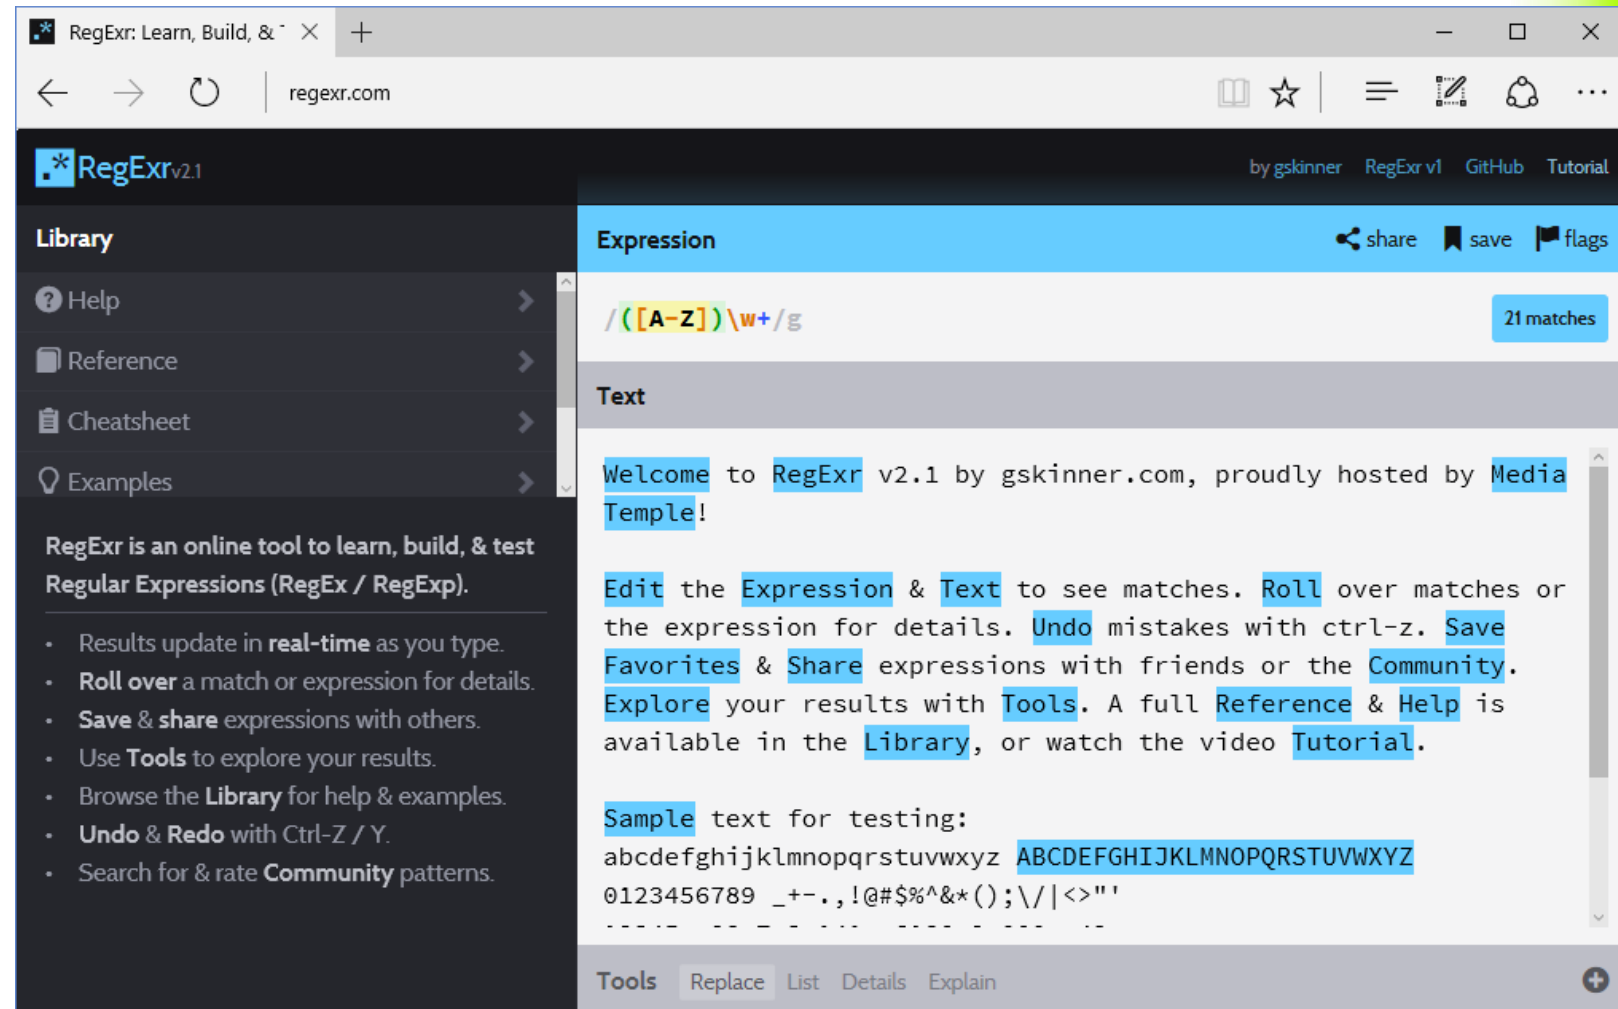 RegExr: Learn, Build, &
regexr.com
RegExr v2.1
by gskinner RegExr v1 GitHub Tutorial
Library
Help
Reference
Cheatsheet
Examples
RegExr is an online tool to learn, build, & test
Regular Expressions (RegEx / RegExp).
• Results update in real-time as you type.
• Roll over a match or expression for details.
• Save & share expressions with others.
• Use Tools to explore your results.
• Browse the Library for help & examples.
• Undo & Redo with Ctrl-Z / Y.
• Search for & rate Community patterns.
Expression share save flags
/([A-Z])\w+/g 21 matches
Text
Welcome to RegExr v2.1 by gskinner.com, proudly hosted by Media
Temple!
Edit the Expression & Text to see matches. Roll over matches or
the expression for details. Undo mistakes with ctrl-z. Save
Favorites & Share expressions with friends or the Community.
Explore your results with Tools. A full Reference & Help is
available in the Library, or watch the video Tutorial.
Sample text for testing:
abcdefghijklmnopqrstuvwxyz ABCDEFGHIJKLMNOPQRSTUVWXYZ
0123456789 _+-.,!@#$%^&*();\/|<>"'
Tools Replace List Details Explain